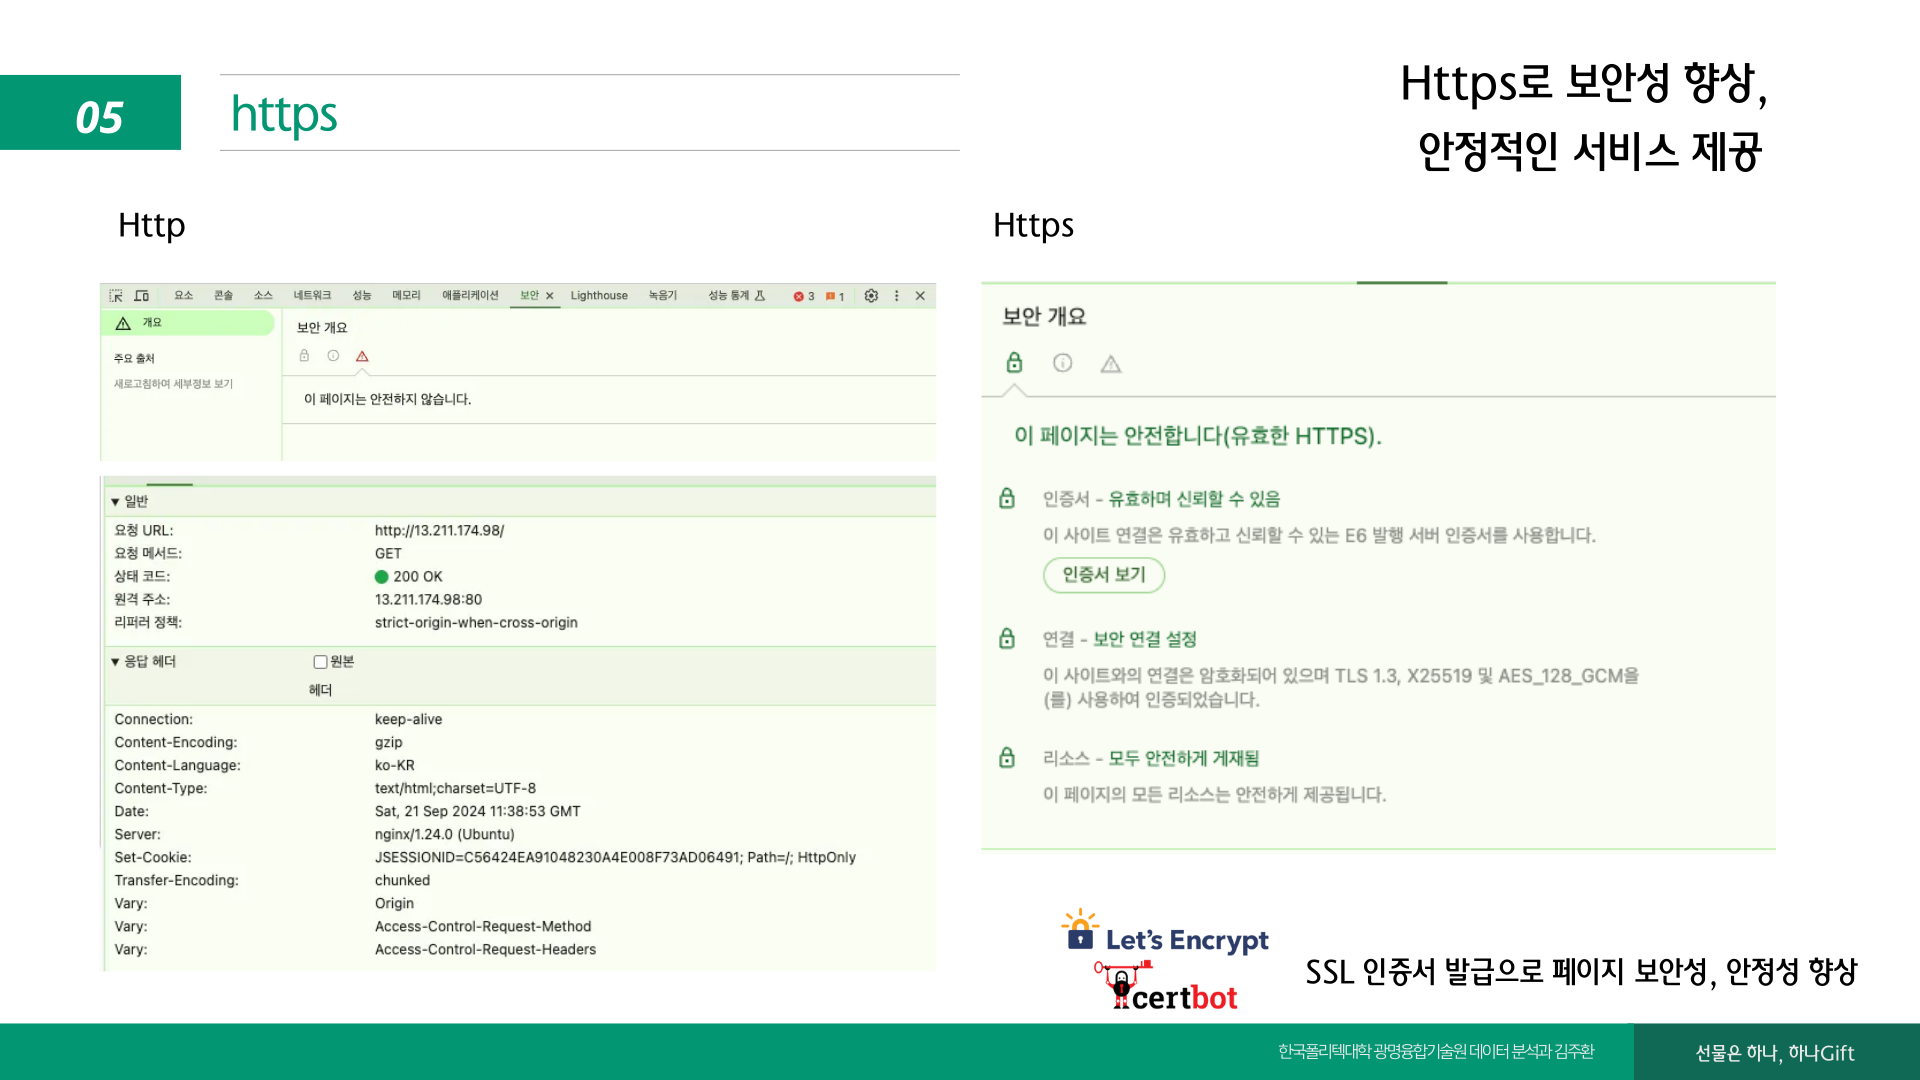 05
https
Https로 보안성 향상,
안정적인 서비스 제공
Http
요소 콘솔 소스 네트워크 성능 메모리 애플리케이션 보안 × Lighthouse 녹음기 성능 통계 3 1
개요
주요 출처
새로고침하여 세부정보 보기
보안 개요
이 페이지는 안전하지 않습니다.
▼ 일반
요청 URL: http://13.211.174.98/
요청 메서드: GET
상태 코드: 200 OK
원격 주소: 13.211.174.98:80
리퍼러 정책: strict-origin-when-cross-origin
▼ 응답 헤더 원본
헤더
Connection: keep-alive
Content-Encoding: gzip
Content-Language: ko-KR
Content-Type: text/html;charset=UTF-8
Date: Sat, 21 Sep 2024 11:38:53 GMT
Server: nginx/1.24.0 (Ubuntu)
Set-Cookie: JSESSIONID=C56424EA91048230A4E008F73AD06491; Path=/; HttpOnly
Transfer-Encoding: chunked
Vary: Origin
Vary: Access-Control-Request-Method
Vary: Access-Control-Request-Headers
Https
보안 개요
이 페이지는 안전합니다(유효한 HTTPS).
인증서 - 유효하며 신뢰할 수 있음
이 사이트 연결은 유효하고 신뢰할 수 있는 E6 발행 서버 인증서를 사용합니다.
인증서 보기
연결 - 보안 연결 설정
이 사이트와의 연결은 암호화되어 있으며 TLS 1.3, X25519 및 AES_128_GCM을
(를) 사용하여 인증되었습니다.
리소스 - 모두 안전하게 게재됨
이 페이지의 모든 리소스는 안전하게 제공됩니다.
Let's Encrypt
certbot
SSL 인증서 발급으로 페이지 보안성, 안정성 향상
한국폴리텍대학 광명융합기술원 데이터 분석과 김주환
선물은 하나, 하나Gift